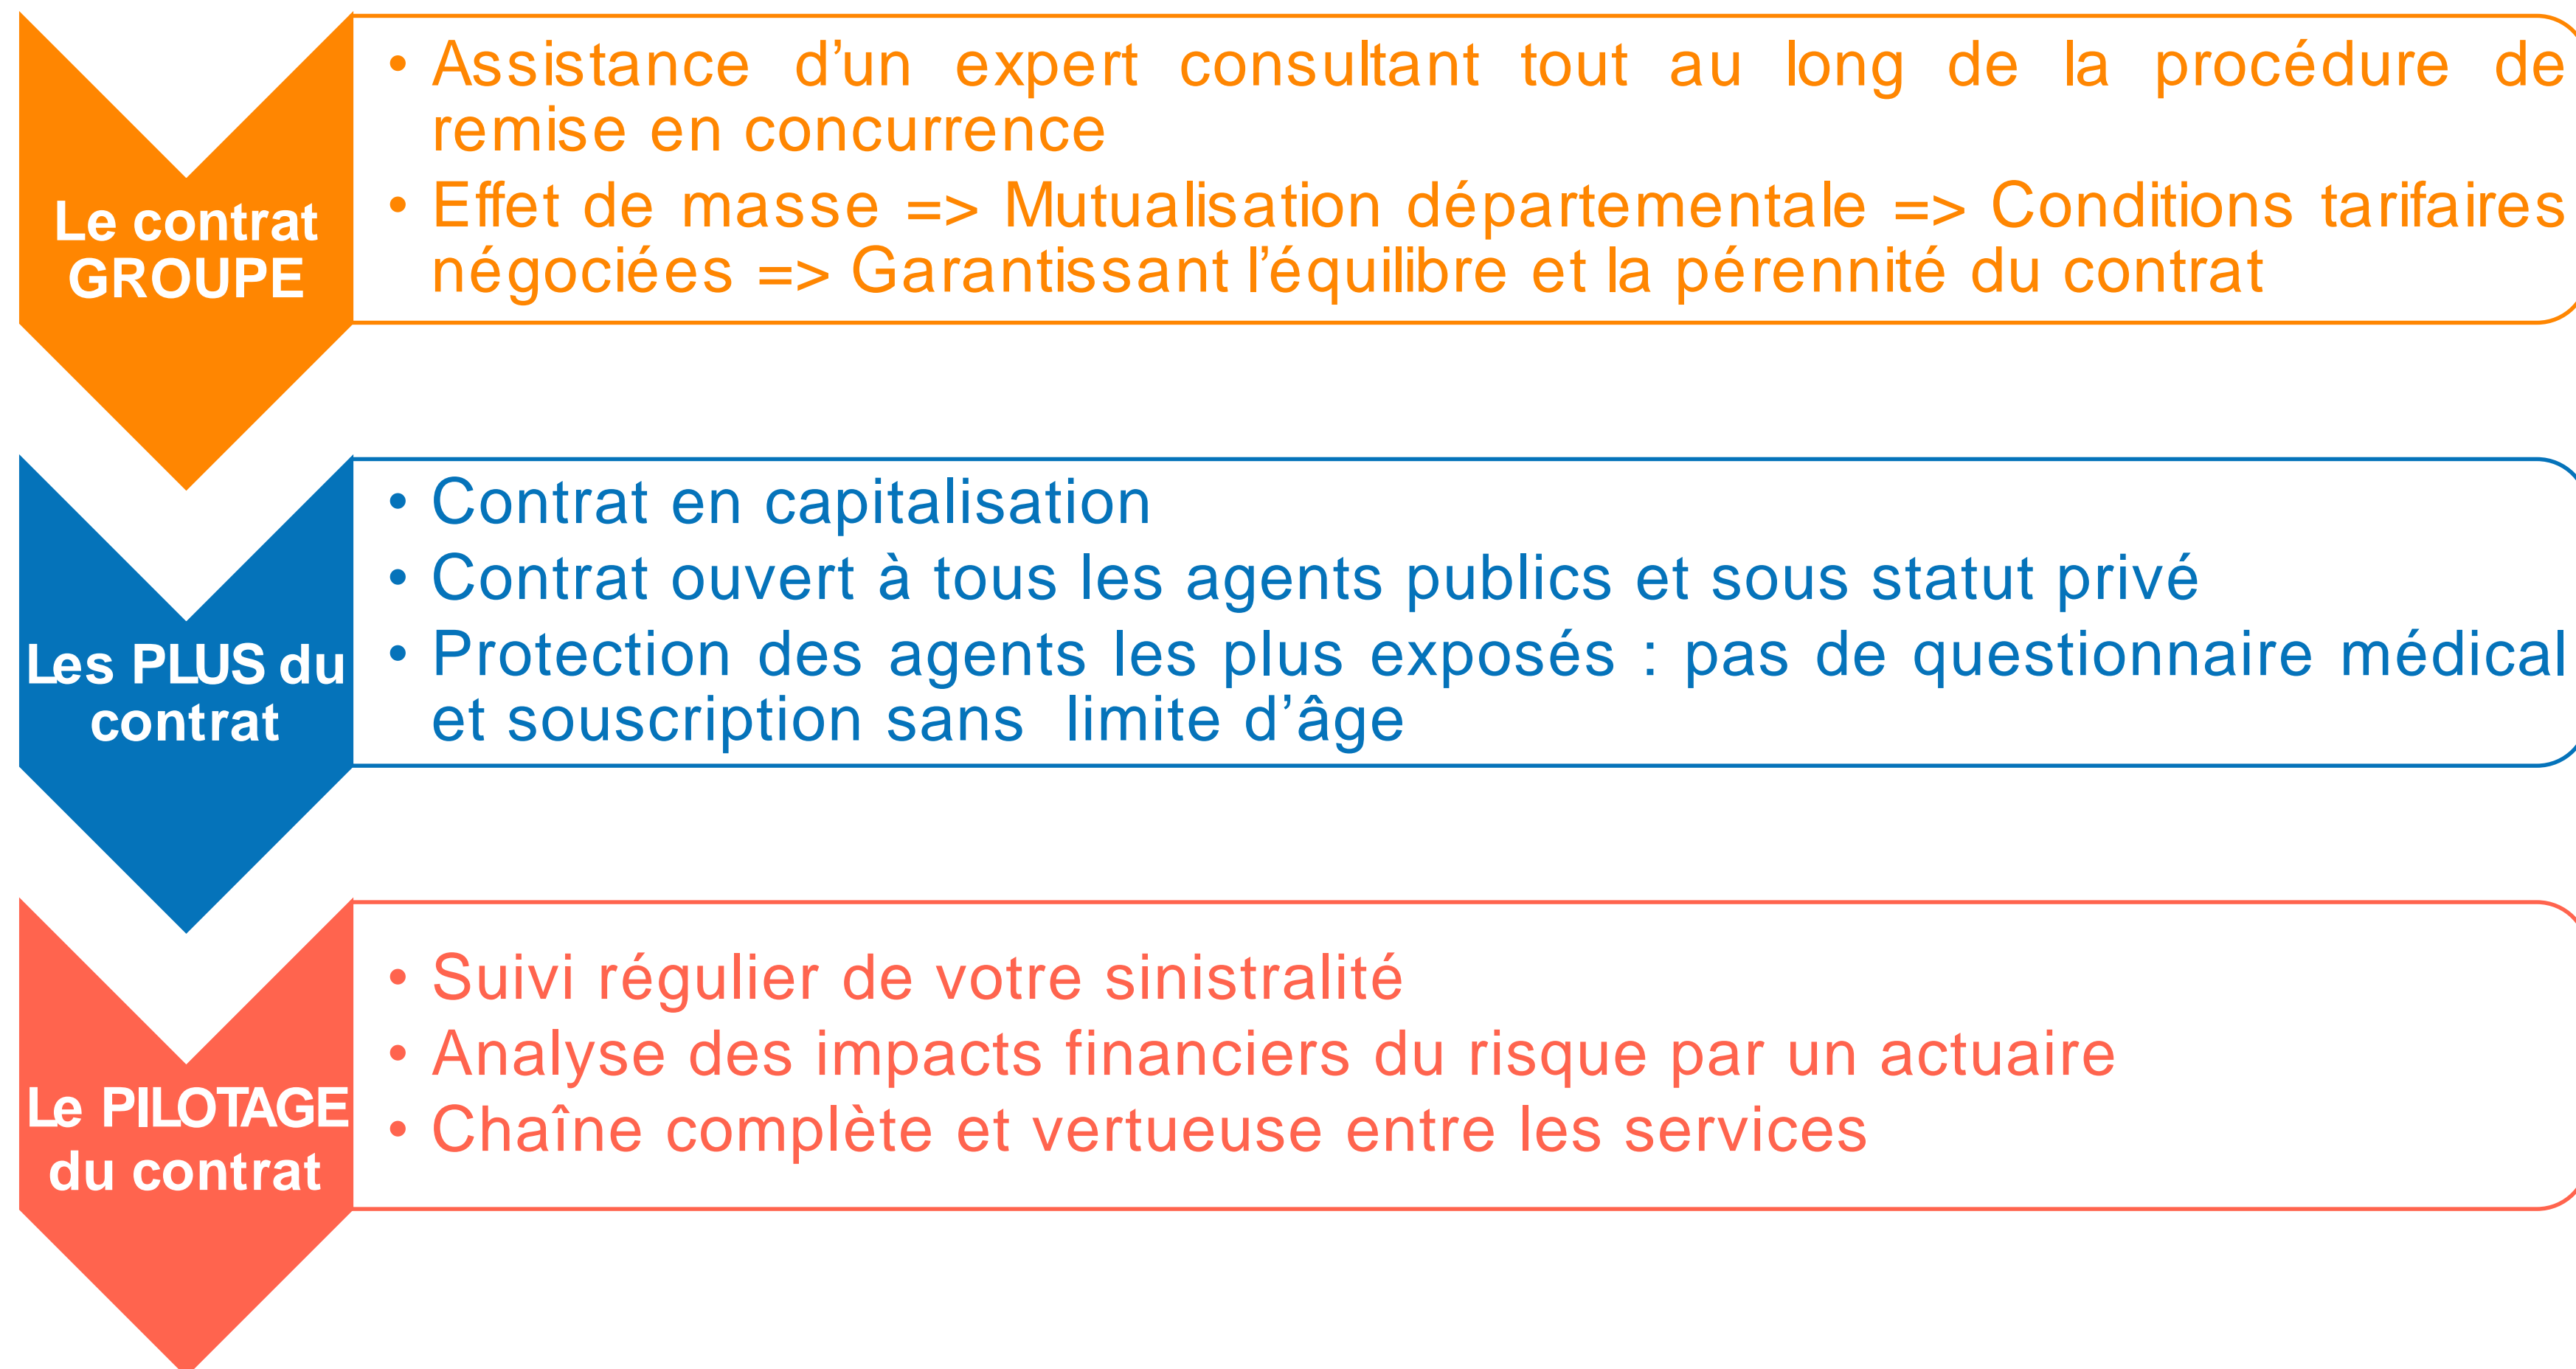 Le contrat
GROUPE
• Assistance d’un expert consultant tout au long de la procédure de
remise en concurrence
• Effet de masse => Mutualisation départementale => Conditions tarifaires
négociées => Garantissant l’équilibre et la pérennité du contrat
Les PLUS du
contrat
• Contrat en capitalisation
• Contrat ouvert à tous les agents publics et sous statut privé
• Protection des agents les plus exposés : pas de questionnaire médical
et souscription sans limite d’âge
Le PILOTAGE
du contrat
• Suivi régulier de votre sinistralité
• Analyse des impacts financiers du risque par un actuaire
• Chaîne complète et vertueuse entre les services